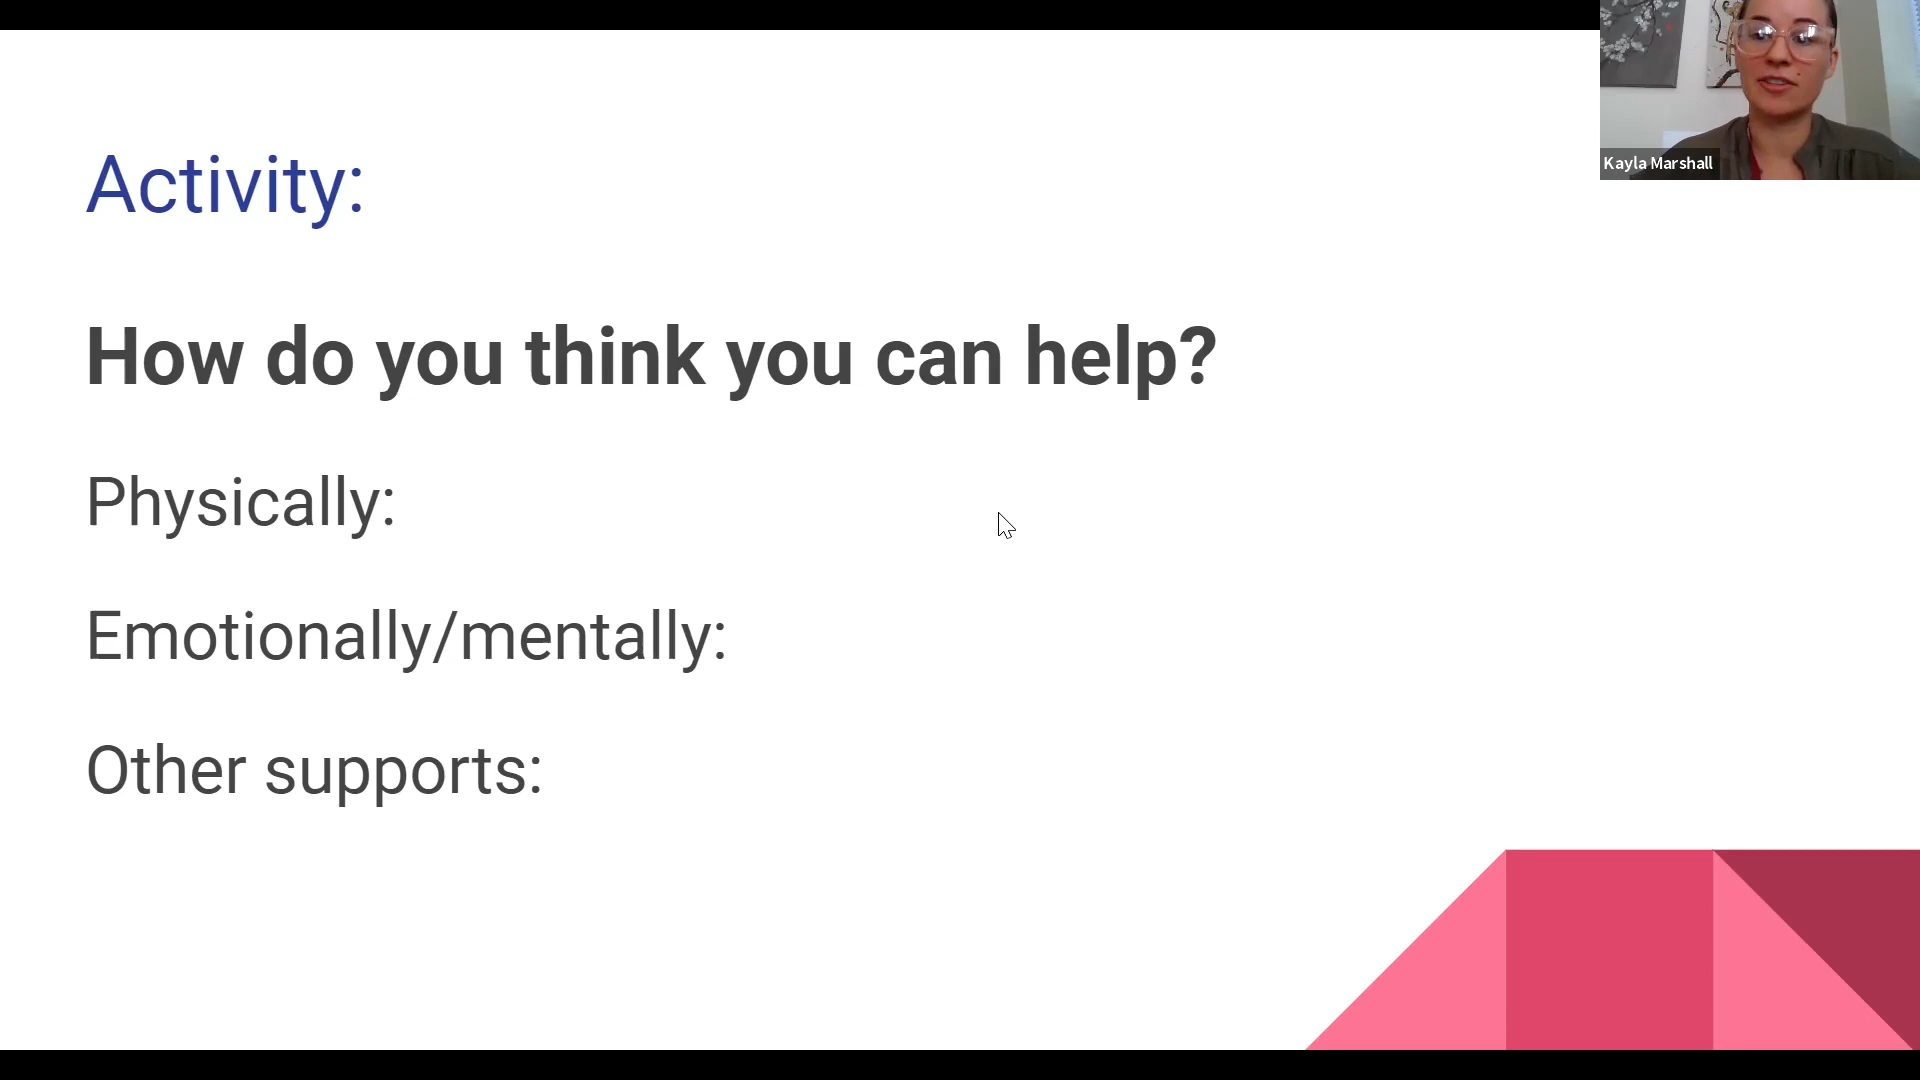 Activity:
Kayla Marshall
How do you think you can help?
Physically:
Emotionally/mentally:
Other supports: